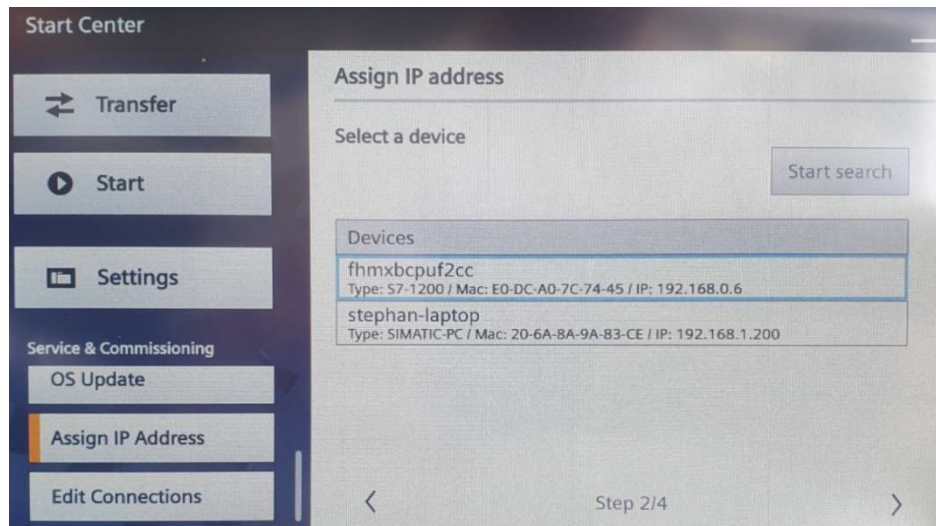 Start Center
Transfer
Start
Settings
Service & Commissioning
OS Update
Assign IP Address
Edit Connections
Assign IP address
Select a device
Start search
Devices
fhmxbcpuf2cc
Type: S7-1200 / Mac: E0-DC-A0-7C-74-45 / IP: 192.168.0.6
stephan-laptop
Type: SIMATIC-PC / Mac: 20-6A-8A-9A-83-CE / IP: 192.168.1.200
Step 2/4